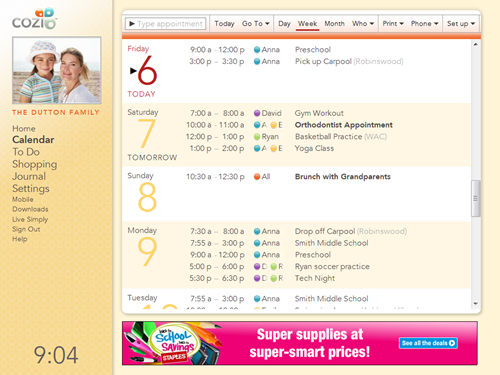 COZI
Type appointment
Today Go To Day Week Month Who Print Phone Set up
THE DUTTON FAMILY
Home
Calendar
To Do
Shopping
Journal
Settings
Mobile
Downloads
Live Simply
Sign Out
Help
9:04
Friday
6
TODAY
9:00 a - 12:00 p Anna Preschool
3:00 p - 3:30 p Anna Pick up Carpool (Robinswood)
Saturday
7
TOMORROW
7:00 a - 8:00 a David Gym Workout
10:00 a - 11:00 a A E Orthodontist Appointment
12:00 p - 1:00 p Ryan Basketball Practice (WAC)
1:00 p - 2:00 p A E Yoga Class
Sunday
8
10:30 a - 12:30 p All Brunch with Grandparents
Monday
9
7:30 a - 8:00 a Anna Drop off Carpool (Robinswood)
7:55 a - 3:00 p Anna Smith Middle School
9:00 a - 12:00 p Anna Preschool
5:00 p - 6:00 p D R Ryan soccer practice
5:30 p - 6:30 p D R Tech Night
Tuesday
7:55 a - 3:00 p Anna Smith Middle School
School
Savings
STAPLES
Super supplies at
super-smart prices!
See all the deals